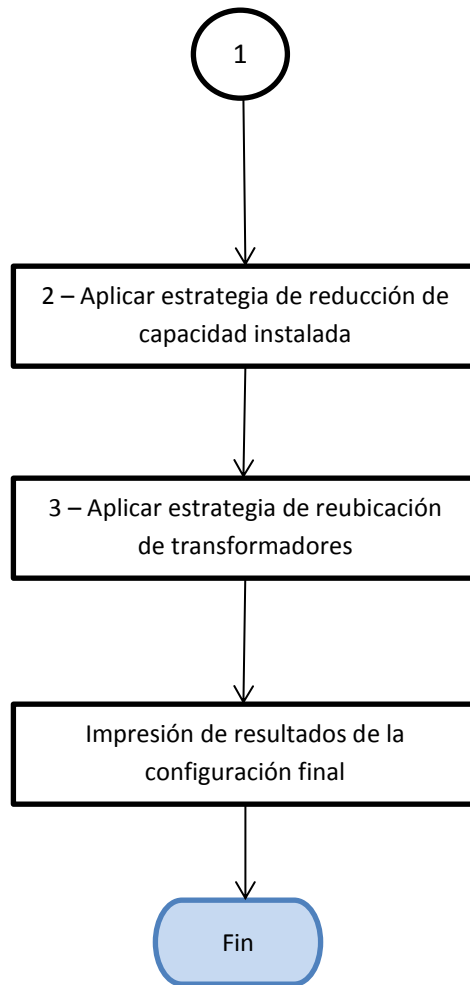 1
2 – Aplicar estrategia de reducción de
capacidad instalada
3 – Aplicar estrategia de reubicación
de transformadores
Impresión de resultados de la
configuración final
Fin